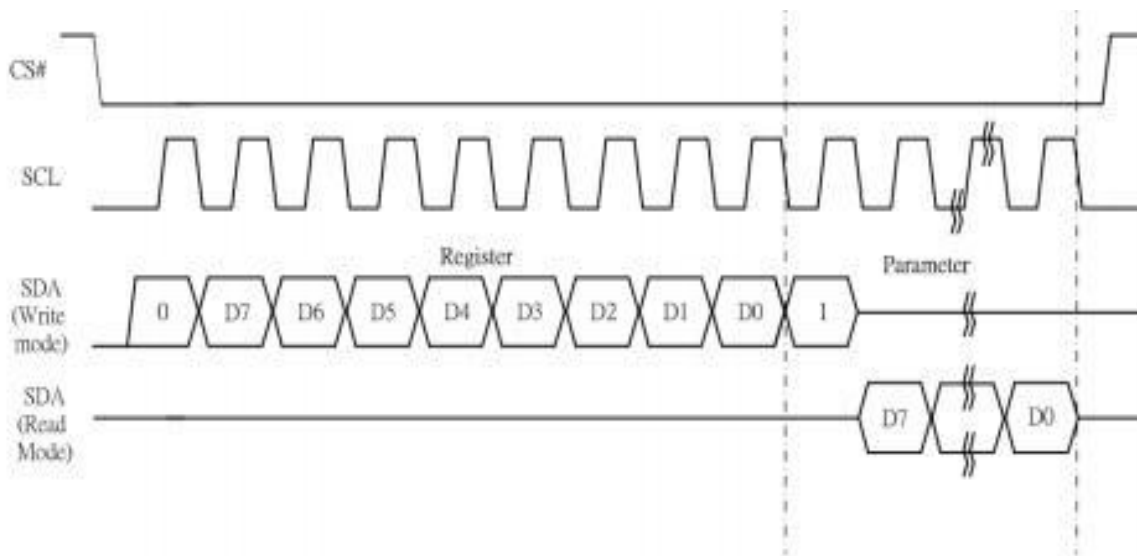 CS#
SCL
Register
Parameter
SDA
(Write
mode)
0 D7 D6 D5 D4 D3 D2 D1 D0 1
SDA
(Read
Mode)
D7 D0